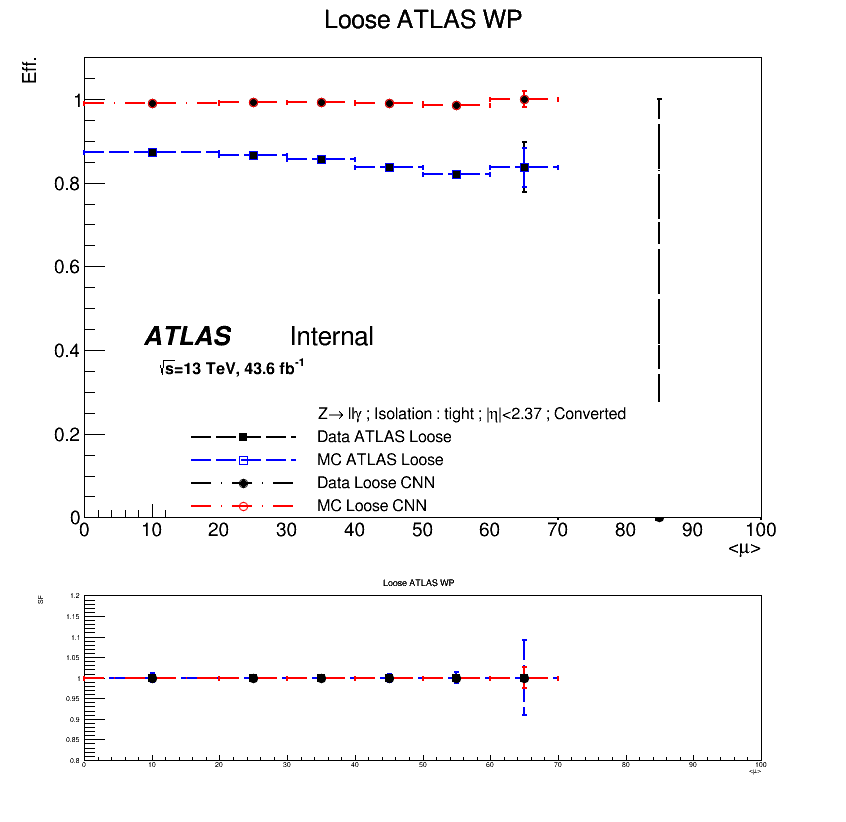 Loose ATLAS WP
Eff.
1
0.8
0.6
0.4
0.2
0
ATLAS Internal
√s=13 TeV, 43.6 fb-1
Z→ llγ ; Isolation : tight ; |η|<2.37 ; Converted
Data ATLAS Loose
MC ATLAS Loose
Data Loose CNN
MC Loose CNN
0 10 20 30 40 50 60 70 80 90 100
<μ>
Loose ATLAS WP
SF
1.2
1.15
1.1
1.05
1
0.95
0.9
0.85
0.8
0 10 20 30 40 50 60 70 80 90 100
<μ>